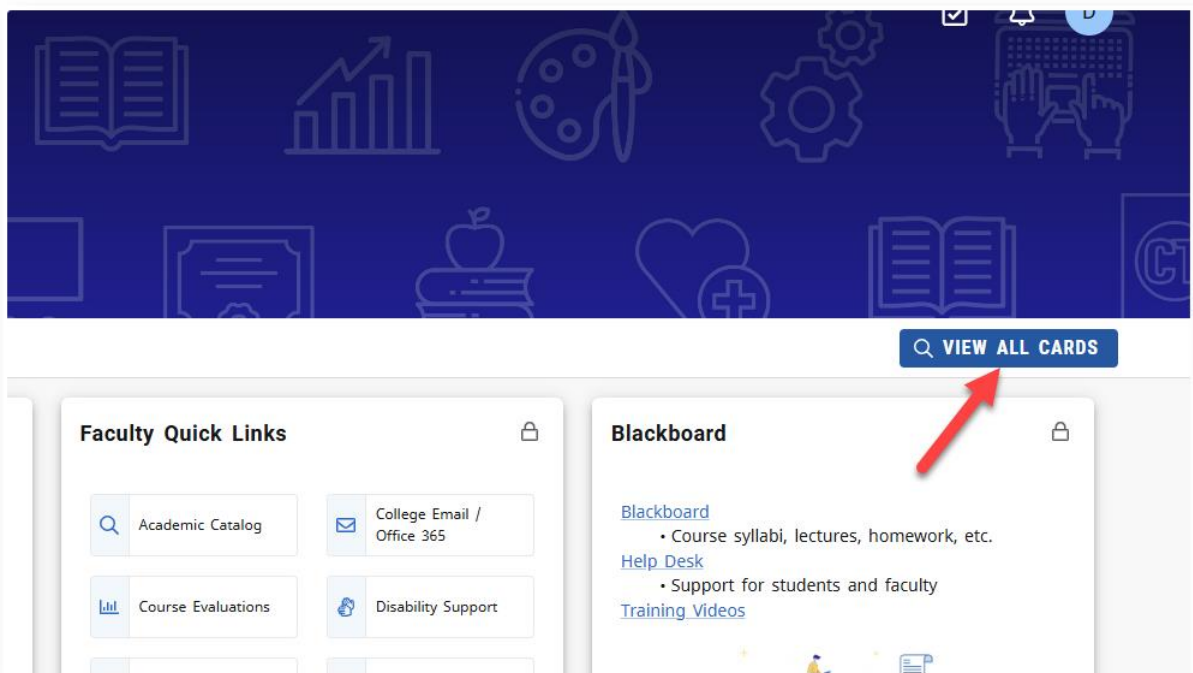 D
CT
VIEW ALL CARDS
Faculty Quick Links
Academic Catalog
College Email /
Office 365
Course Evaluations
Disability Support
Blackboard
Blackboard
• Course syllabi, lectures, homework, etc.
Help Desk
• Support for students and faculty
Training Videos